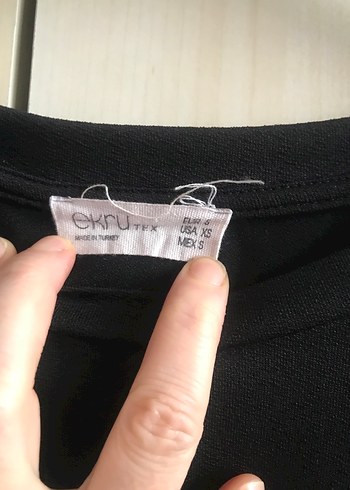 ekru TEX
MADE IN TURKEY
EUR S
USA XS
MEX S